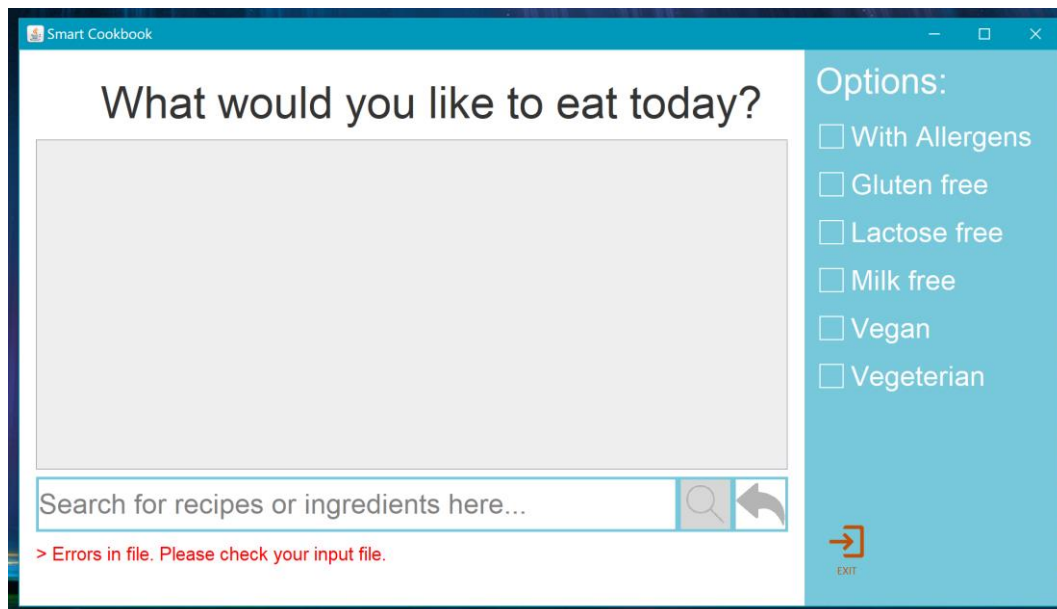 Smart Cookbook
What would you like to eat today?
Search for recipes or ingredients here...
> Errors in file. Please check your input file.
Options:
With Allergens
Gluten free
Lactose free
Milk free
Vegan
Vegeterian
EXIT